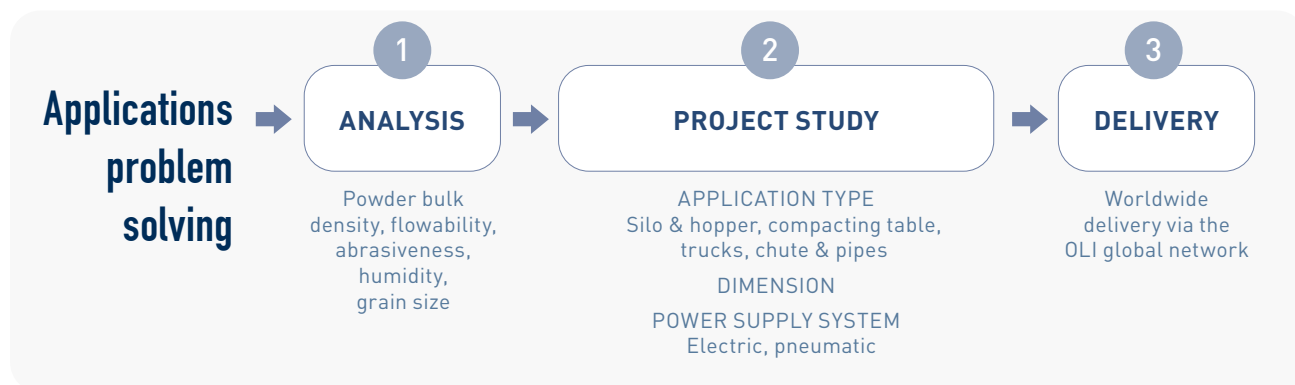 Applications
problem
solving
1
ANALYSIS
Powder bulk
density, flowability,
abrasiveness,
humidity,
grain size
2
PROJECT STUDY
APPLICATION TYPE
Silo & hopper, compacting table,
trucks, chute & pipes
DIMENSION
POWER SUPPLY SYSTEM
Electric, pneumatic
3
DELIVERY
Worldwide
delivery via the
OLI global network